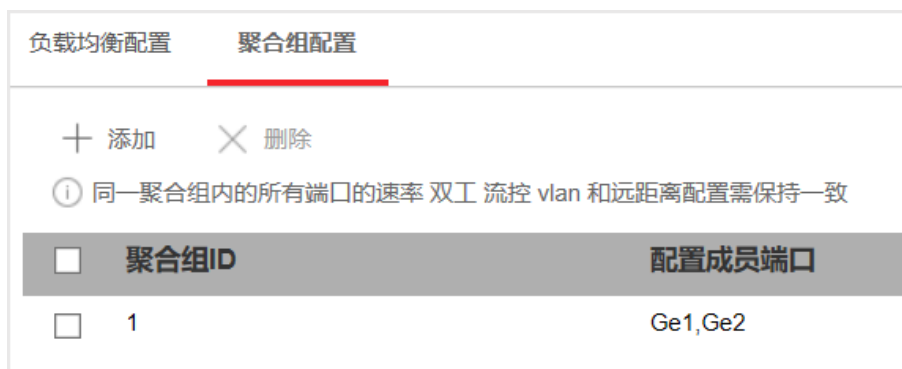 负载均衡配置 聚合组配置
添加 删除
同一聚合组内的所有端口的速率 双工 流控 vlan 和远距离配置需保持一致
聚合组ID 配置成员端口
1 Ge1,Ge2